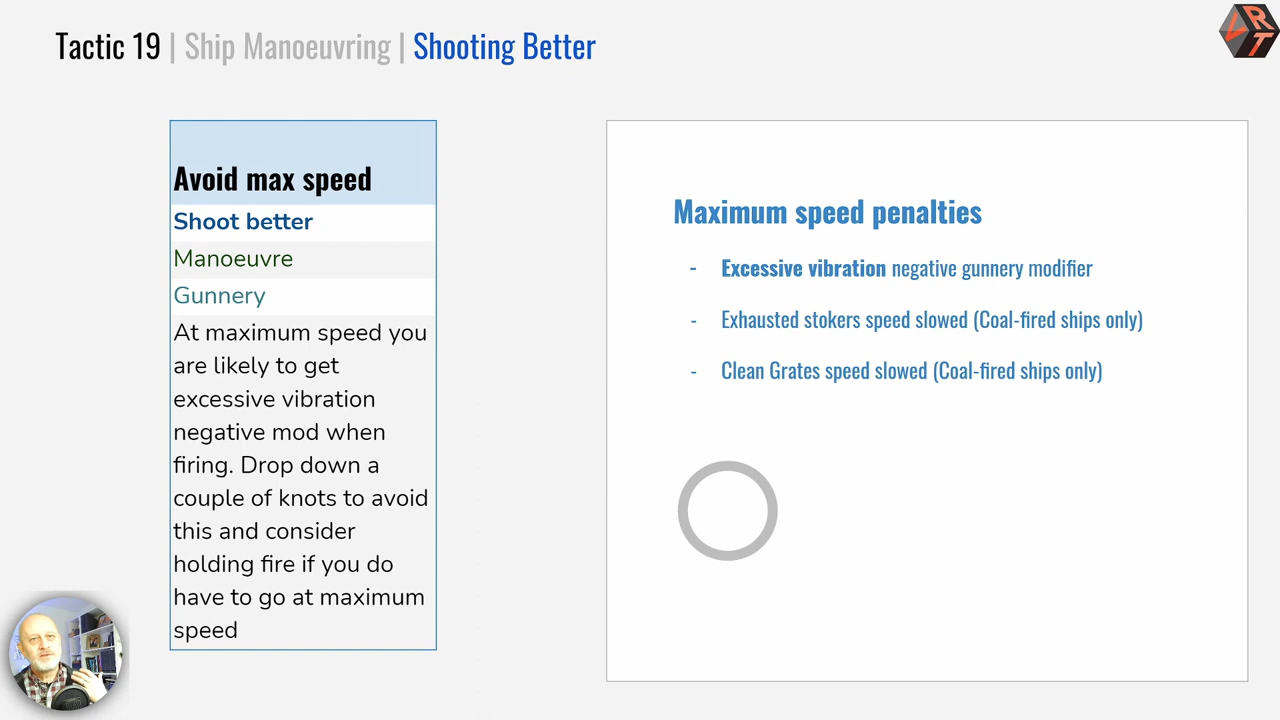 Tactic 19 | Ship Manoeuvring | Shooting Better
RT
Avoid max speed
Shoot better
Manoeuvre
Gunnery
At maximum speed you
are likely to get
excessive vibration
negative mod when
firing. Drop down a
couple of knots to avoid
this and consider
holding fire if you do
have to go at maximum
speed
Maximum speed penalties
- Excessive vibration negative gunnery modifier
- Exhausted stokers speed slowed (Coal-fired ships only)
- Clean Grates speed slowed (Coal-fired ships only)